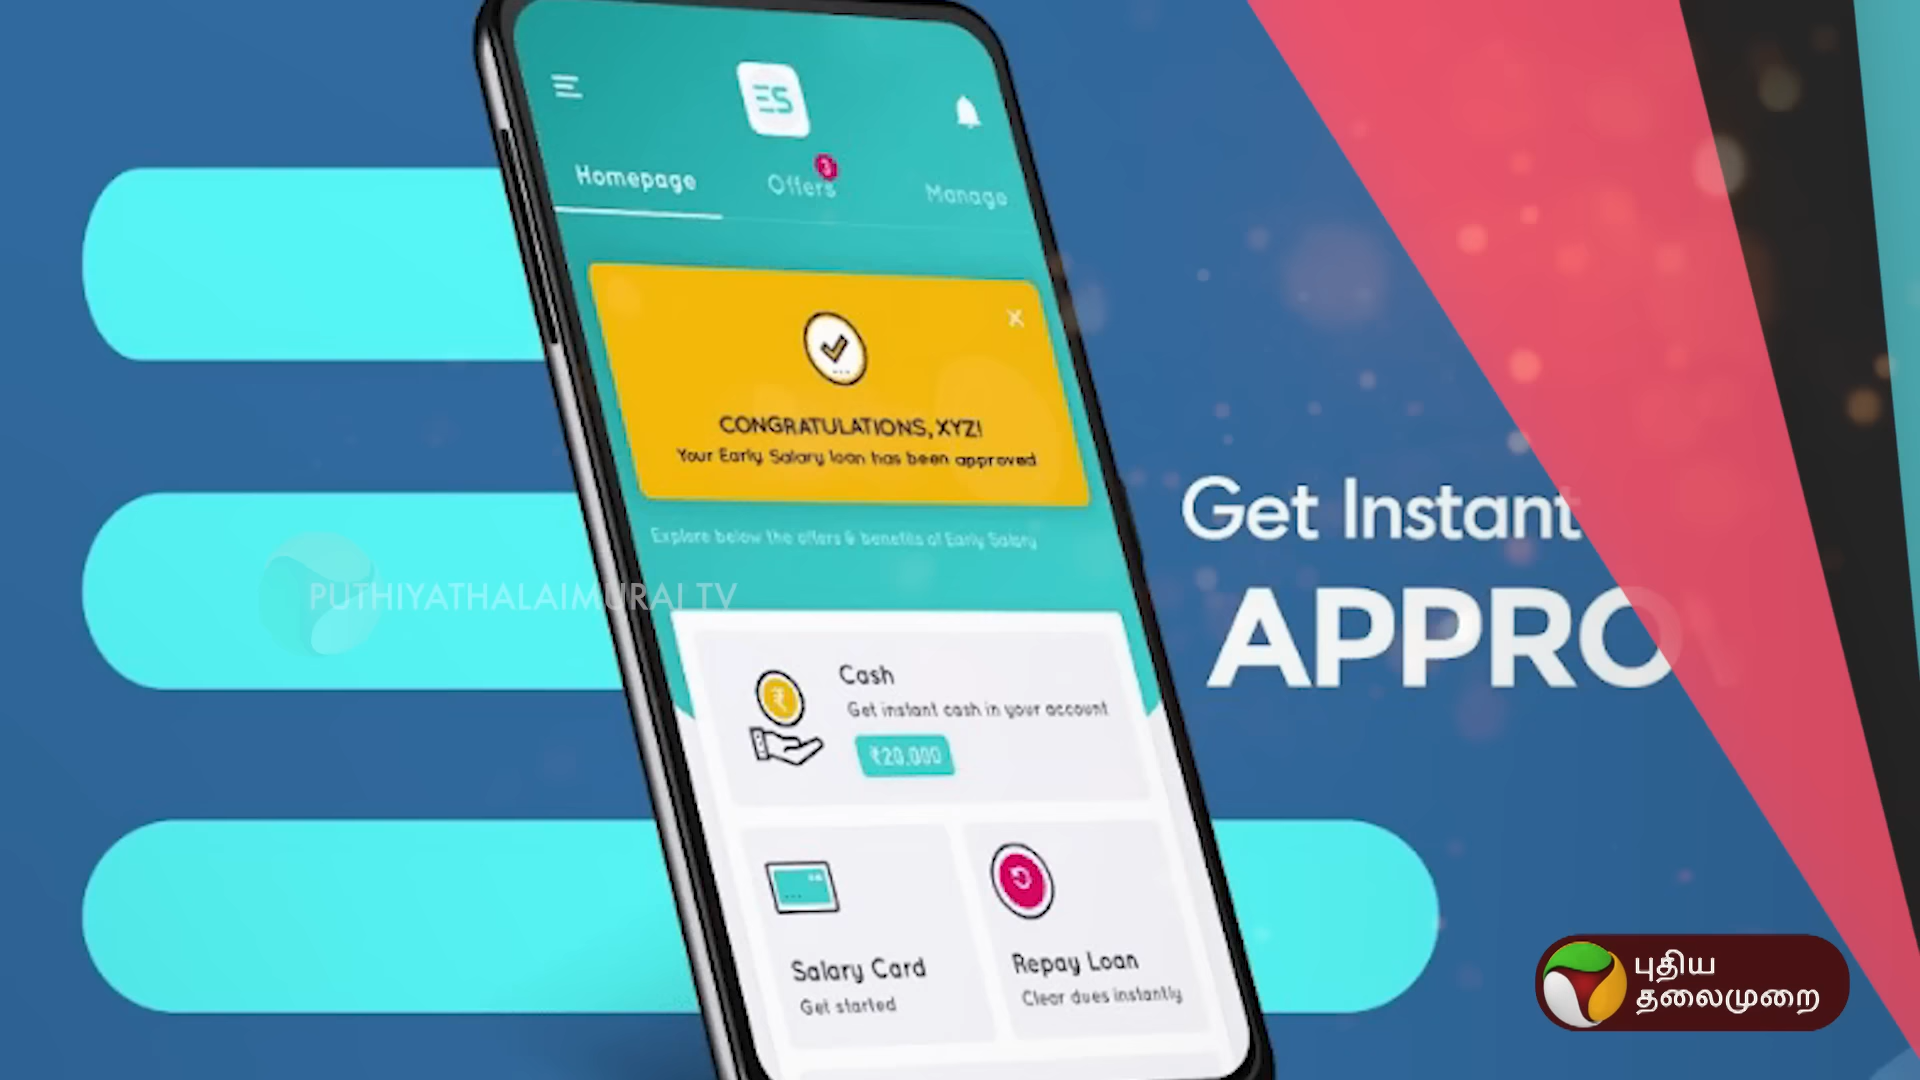 ES
Homepage
Offers
3
Manage
CONGRATULATIONS, XYZ!
Your Early Salary loan has been approved
Explore below the offers & benefits of Early Salary
PUTHIYATHALAIMURAI TV
Cash
Get instant cash in your account
₹20,000
Salary Card
Get started
Repay Loan
Clear dues instantly
Get Instant
APPROV
புதிய
தலைமுறை